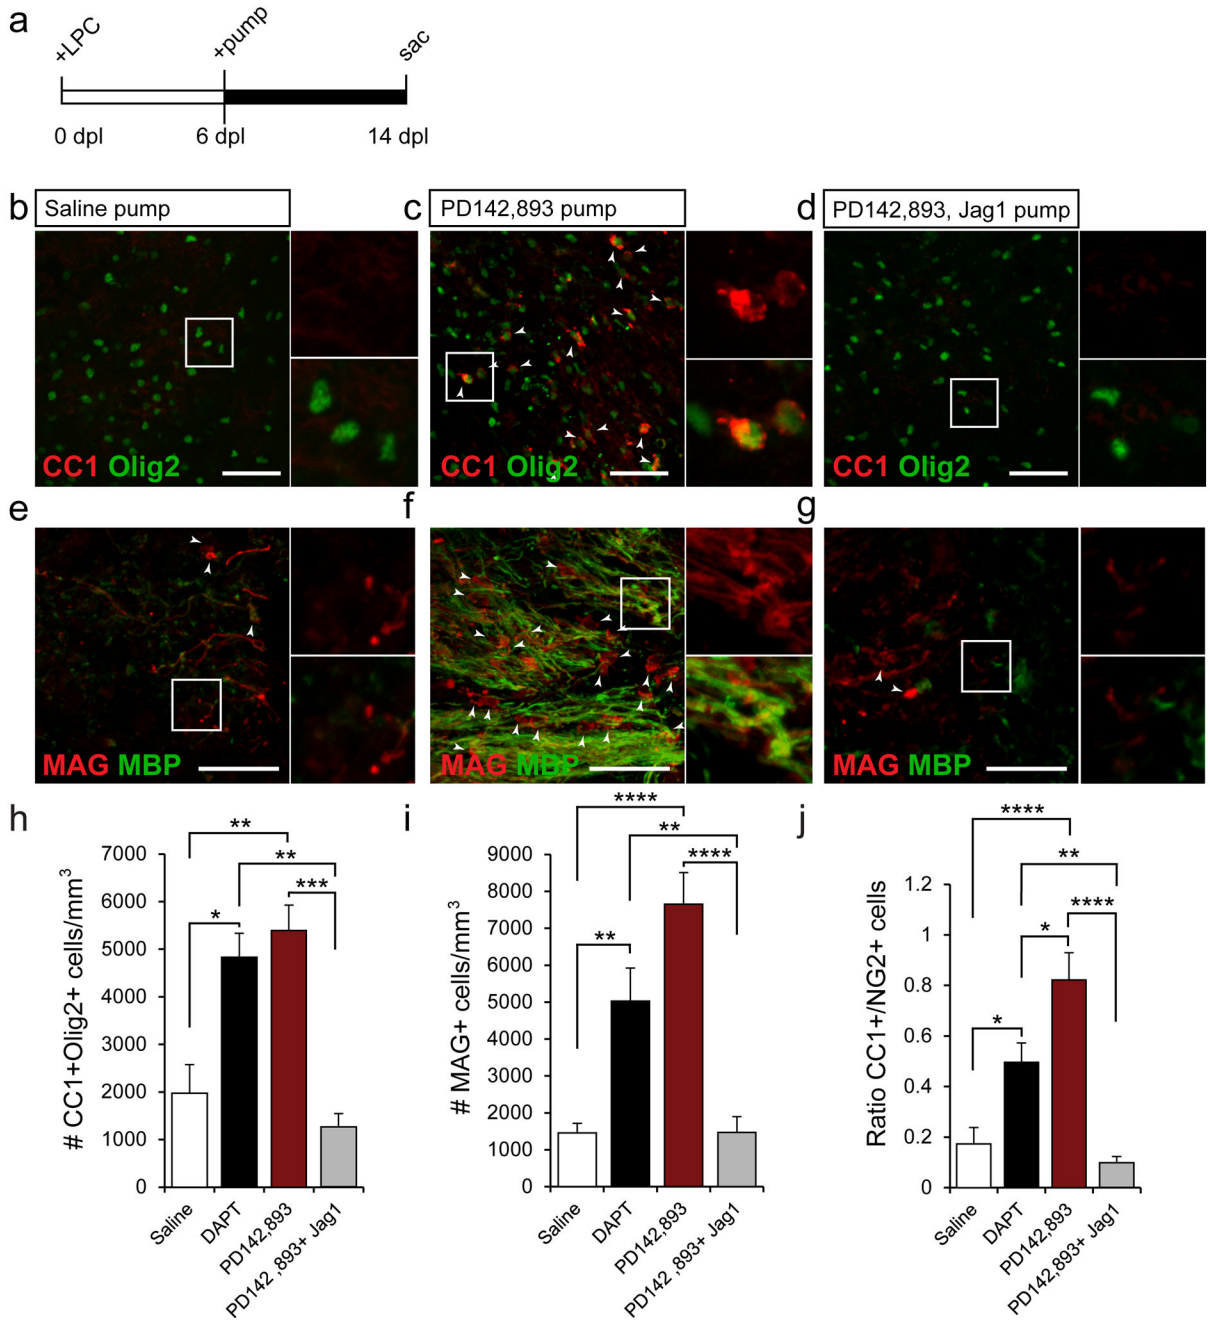 a
+LPC
+pump
sac
0 dpl
6 dpl
14 dpl
b
Saline pump
c
PD142,893 pump
d
PD142,893, Jag1 pump
CC1 Olig2
CC1 Olig2
CC1 Olig2
e
f
g
MAG MBP
MAG MBP
MAG MBP
h
# CC1+Olig2+ cells/mm³
7000
6000
5000
4000
3000
2000
1000
0
**
**
***
*
Saline
DAPT
PD142,893
PD142 ,893+ Jag1
i
# MAG+ cells/mm³
9000
8000
7000
6000
5000
4000
3000
2000
1000
0
****
**
****
**
Saline
DAPT
PD142,893
PD142 ,893+ Jag1
j
Ratio CC1+/NG2+ cells
1.2
1
0.8
0.6
0.4
0.2
0
****
**
****
*
*
Saline
DAPT
PD142,893
PD142,893+ Jag1